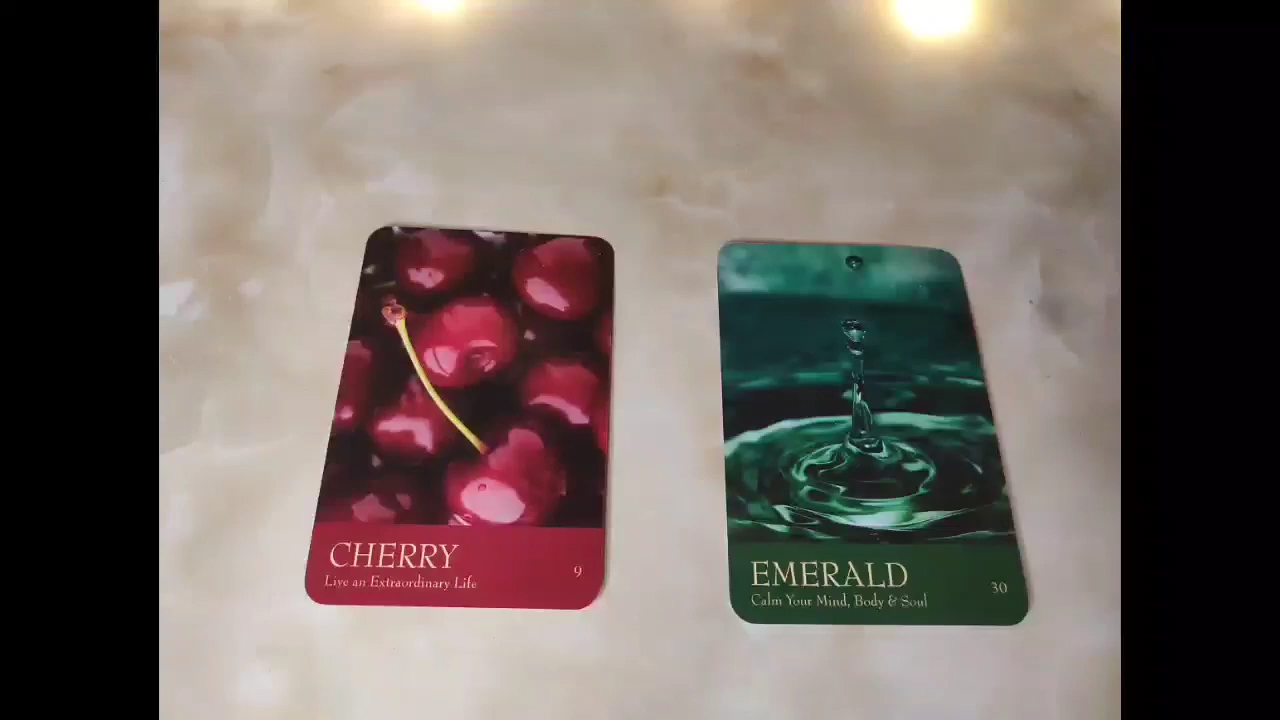 CHERRY
Live an Extraordinary Life
9
EMERALD
Calm Your Mind, Body & Soul
30